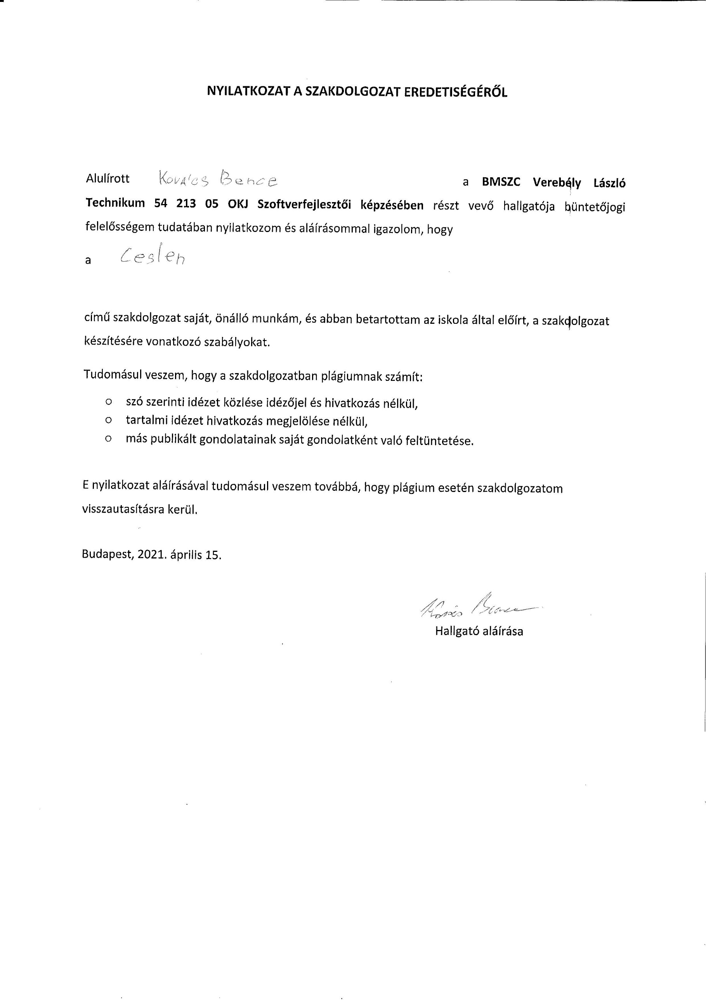 NYILATKOZAT A SZAKDOLGOZAT EREDETISÉGÉRŐL
Alulírott Kovács Bence a BMSZC Verebély László
Technikum 54 213 05 OKJ Szoftverfejlesztői képzésében részt vevő hallgatója büntetőjogi
felelősségem tudatában nyilatkozom és aláírásommal igazolom, hogy
a Ceslen
című szakdolgozat saját, önálló munkám, és abban betartottam az iskola által előírt, a szakdolgozat
készítésére vonatkozó szabályokat.
Tudomásul veszem, hogy a szakdolgozatban plágiumnak számít:
o szó szerinti idézet közlése idézőjel és hivatkozás nélkül,
o tartalmi idézet hivatkozás megjelölése nélkül,
o más publikált gondolatainak saját gondolatként való feltüntetése.
E nyilatkozat aláírásával tudomásul veszem továbbá, hogy plágium esetén szakdolgozatom
visszautasításra kerül.
Budapest, 2021. április 15.
Kovács Bence
Hallgató aláírása